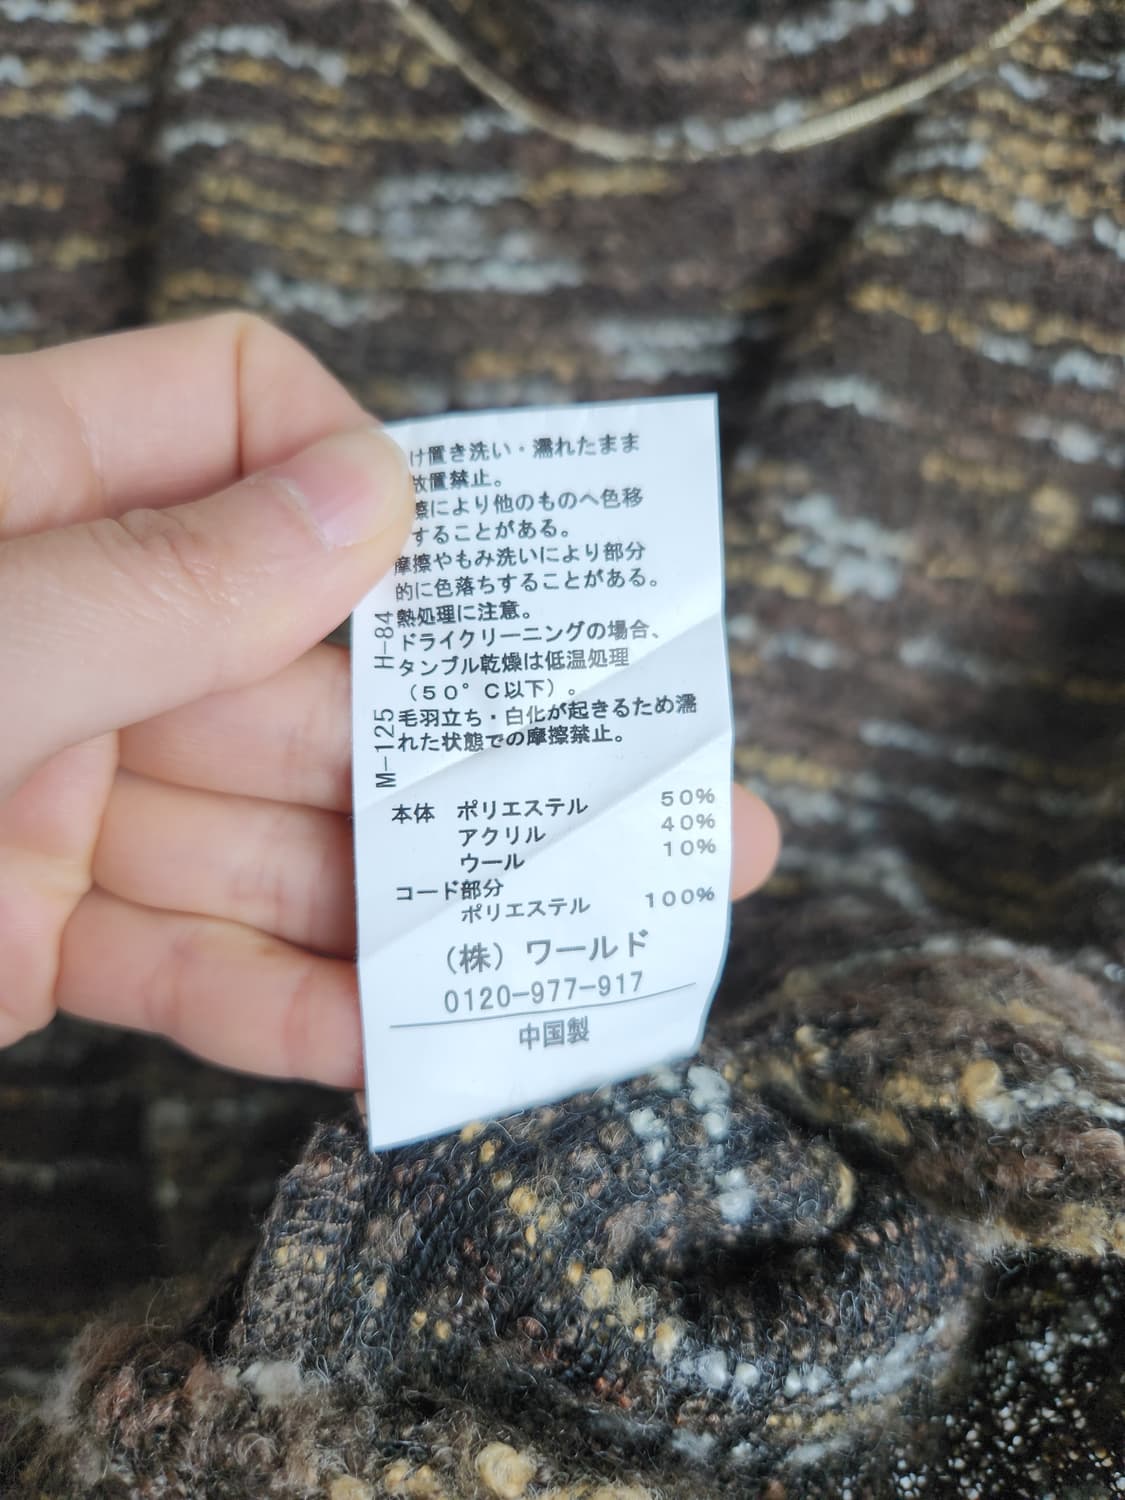 け置き洗い・濡れたまま
放置禁止。
擦により他のものへ色移
することがある。
摩擦やもみ洗いにより部分
的に色落ちすることがある。
熱処理に注意。
ドライクリーニングの場合、
タンブル乾燥は低温処理
（５０°Ｃ以下）。
毛羽立ち・白化が起きるため濡
れた状態での摩擦禁止。
M-125 H-84
本体 ポリエステル ５０％
アクリル ４０％
ウール １０％
コード部分
ポリエステル １００％
（株）ワールド
0120-977-917
中国製